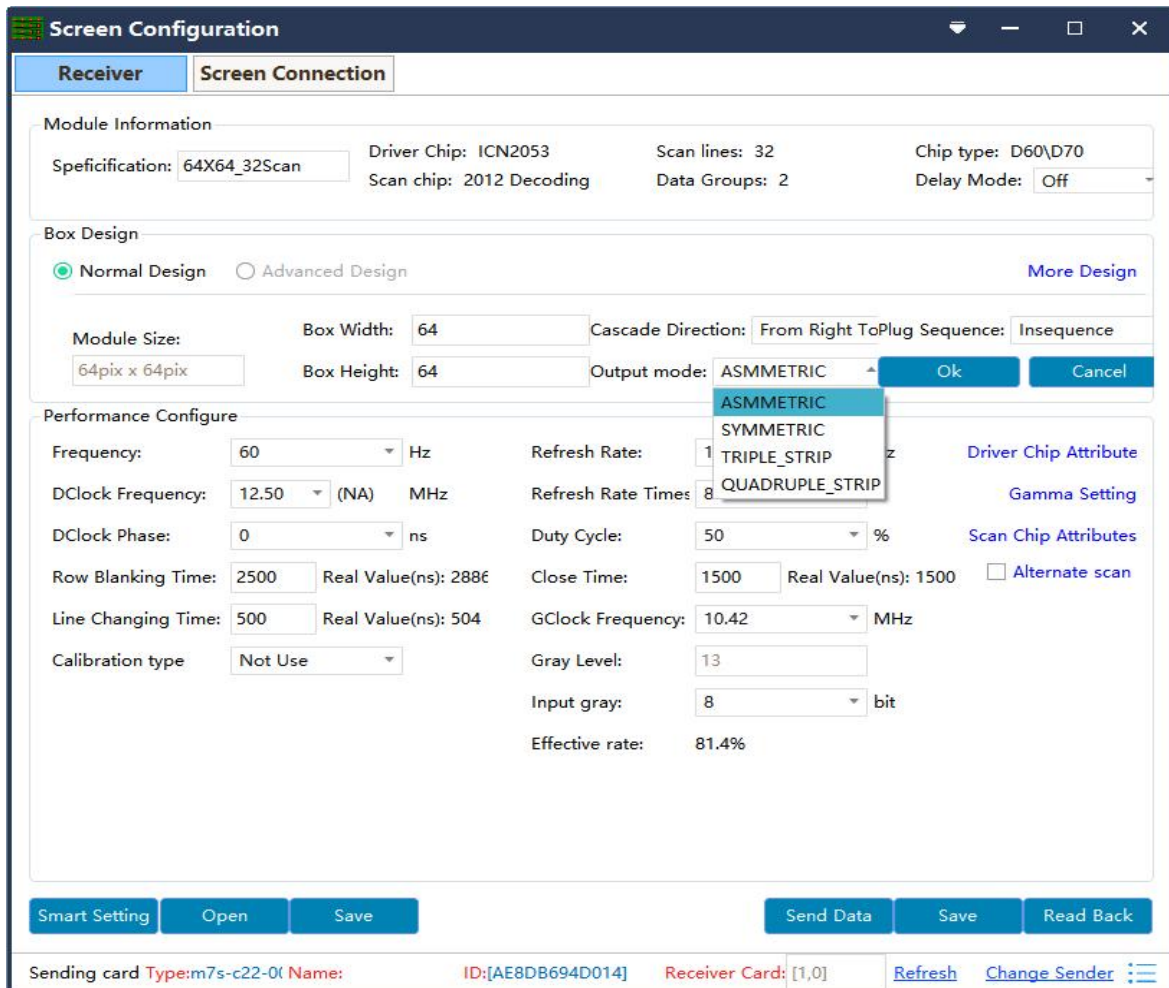 Screen Configuration
Receiver Screen Connection
Module Information
Speficification: 64X64_32Scan Driver Chip: ICN2053 Scan lines: 32 Chip type: D60\D70
Scan chip: 2012 Decoding Data Groups: 2 Delay Mode: Off
Box Design
Normal Design Advanced Design More Design
Module Size: Box Width: 64 Cascade Direction: From Right To Plug Sequence: Insequence
64pix x 64pix Box Height: 64 Output mode: ASMMETRIC Ok Cancel
ASMMETRIC
SYMMETRIC
TRIPLE_STRIP
QUADRUPLE_STRIP
Performance Configure
Frequency: 60 Hz Refresh Rate: 1 z Driver Chip Attribute
DClock Frequency: 12.50 (NA) MHz Refresh Rate Times 8 Gamma Setting
DClock Phase: 0 ns Duty Cycle: 50 % Scan Chip Attributes
Row Blanking Time: 2500 Real Value(ns): 2886 Close Time: 1500 Real Value(ns): 1500 Alternate scan
Line Changing Time: 500 Real Value(ns): 504 GClock Frequency: 10.42 MHz
Calibration type Not Use Gray Level: 13
Input gray: 8 bit
Effective rate: 81.4%
Smart Setting Open Save Send Data Save Read Back
Sending card Type:m7s-c22-0( Name: ID:[AE8DB694D014] Receiver Card: [1,0] Refresh Change Sender